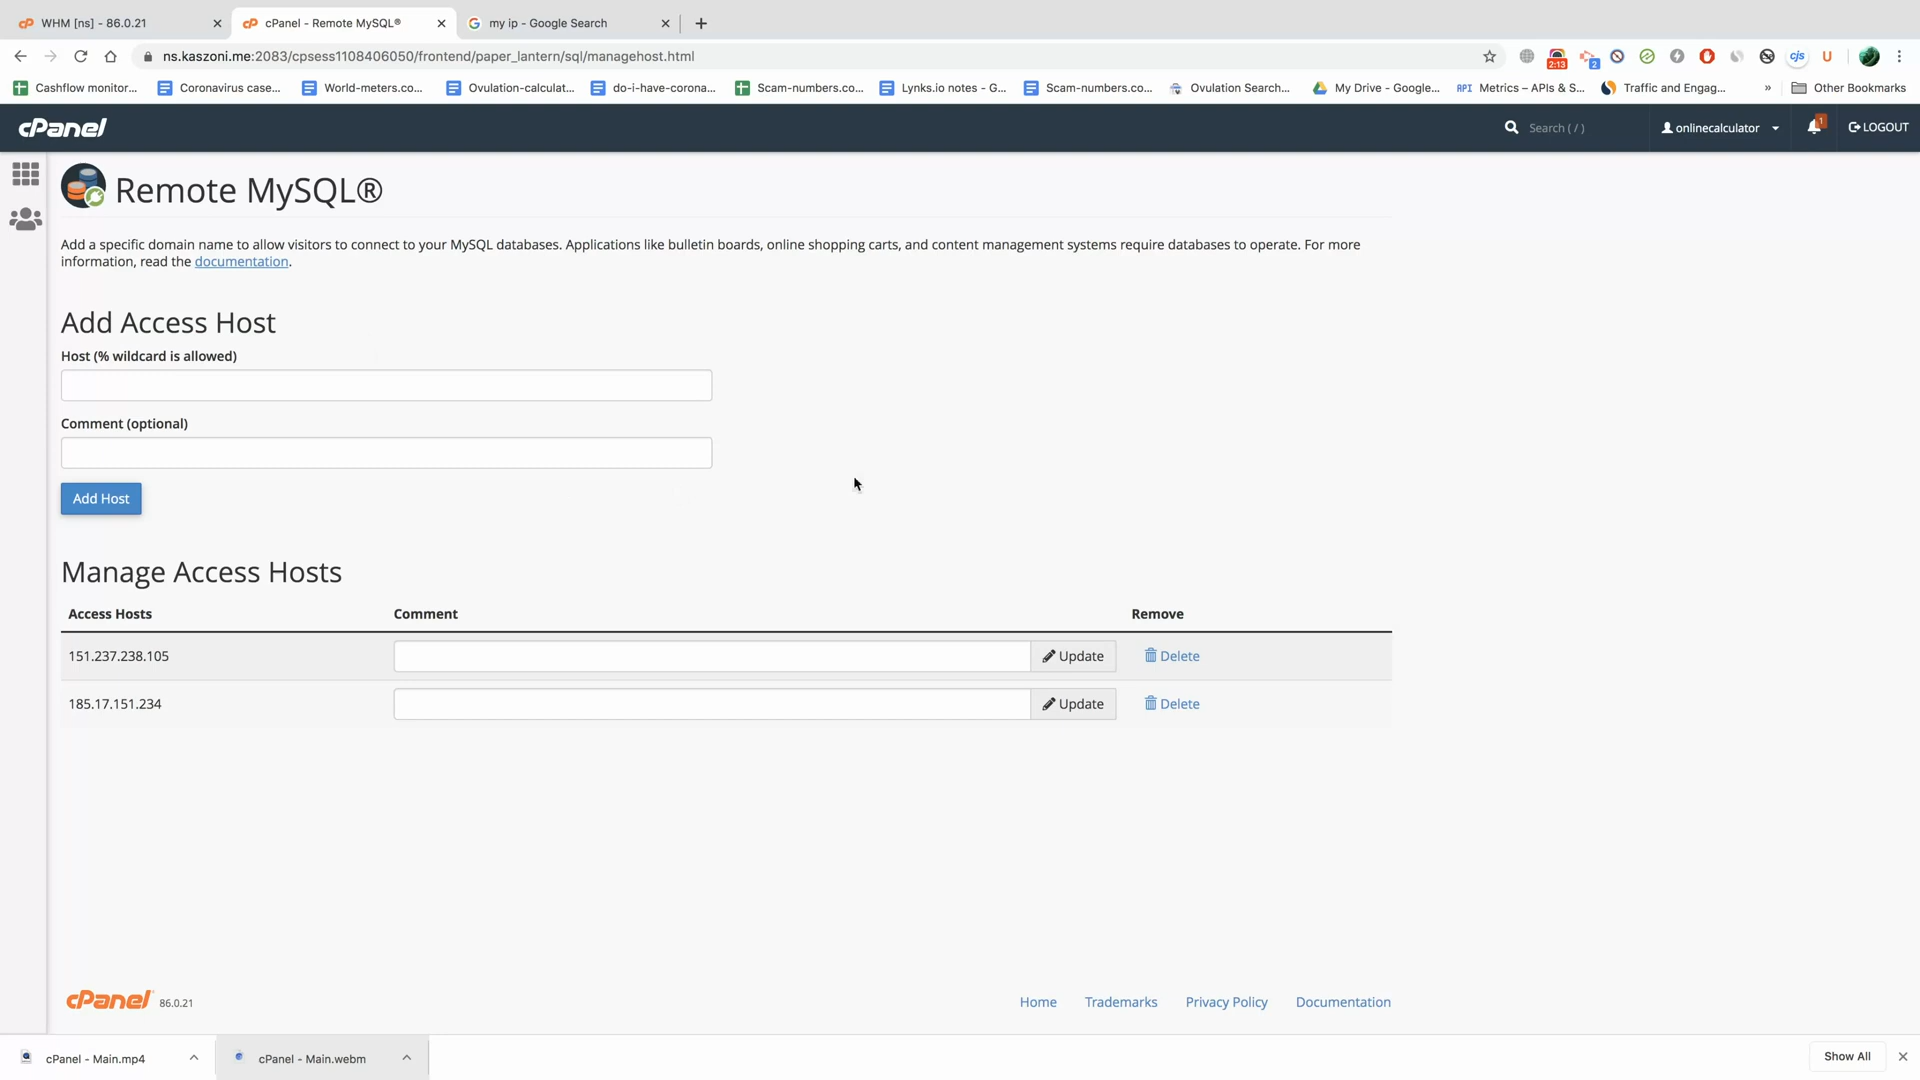 WHM [ns] - 86.0.21
cPanel - Remote MySQL®
my ip - Google Search
ns.kaszoni.me:2083/cpsess1108406050/frontend/paper_lantern/sql/managehost.html
2:13
2
cjs
U
Cashflow monitor...
Coronavirus case...
World-meters.co...
Ovulation-calculat...
do-i-have-corona...
Scam-numbers.co...
Lynks.io notes - G...
Scam-numbers.co...
Ovulation Search...
My Drive - Google...
API Metrics – APIs & S...
Traffic and Engag...
»
Other Bookmarks
cPanel
Search ( / )
onlinecalculator
1
LOGOUT
Remote MySQL®
Add a specific domain name to allow visitors to connect to your MySQL databases. Applications like bulletin boards, online shopping carts, and content management systems require databases to operate. For more
information, read the documentation.
Add Access Host
Host (% wildcard is allowed)
Comment (optional)
Add Host
Manage Access Hosts
Access Hosts
Comment
Remove
151.237.238.105
Update
Delete
185.17.151.234
Update
Delete
cPanel 86.0.21
Home
Trademarks
Privacy Policy
Documentation
cPanel - Main.mp4
cPanel - Main.webm
Show All